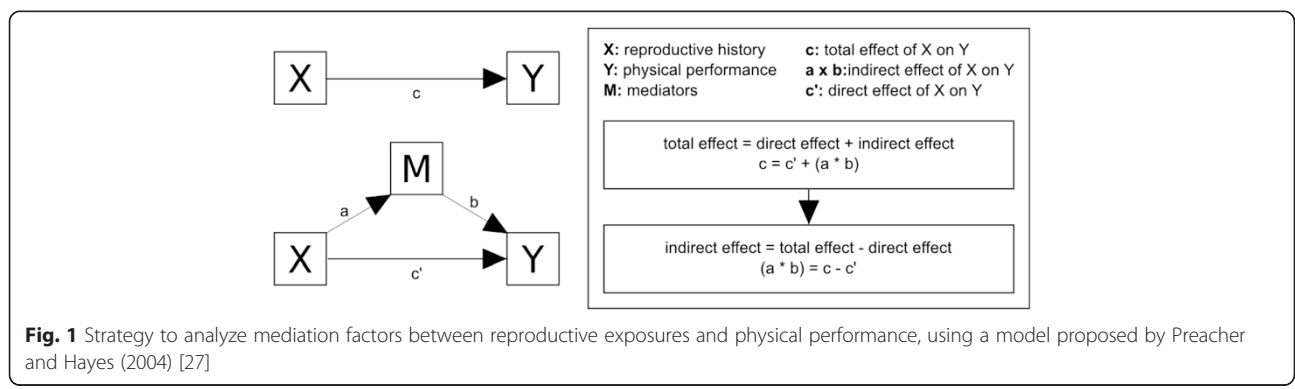 X
c
Y
M
a
b
X
c'
Y
X: reproductive history
Y: physical performance
M: mediators
c: total effect of X on Y
a x b:indirect effect of X on Y
c': direct effect of X on Y
total effect = direct effect + indirect effect
c = c' + (a * b)
indirect effect = total effect - direct effect
(a * b) = c - c'
Fig. 1 Strategy to analyze mediation factors between reproductive exposures and physical performance, using a model proposed by Preacher
and Hayes (2004) [27]